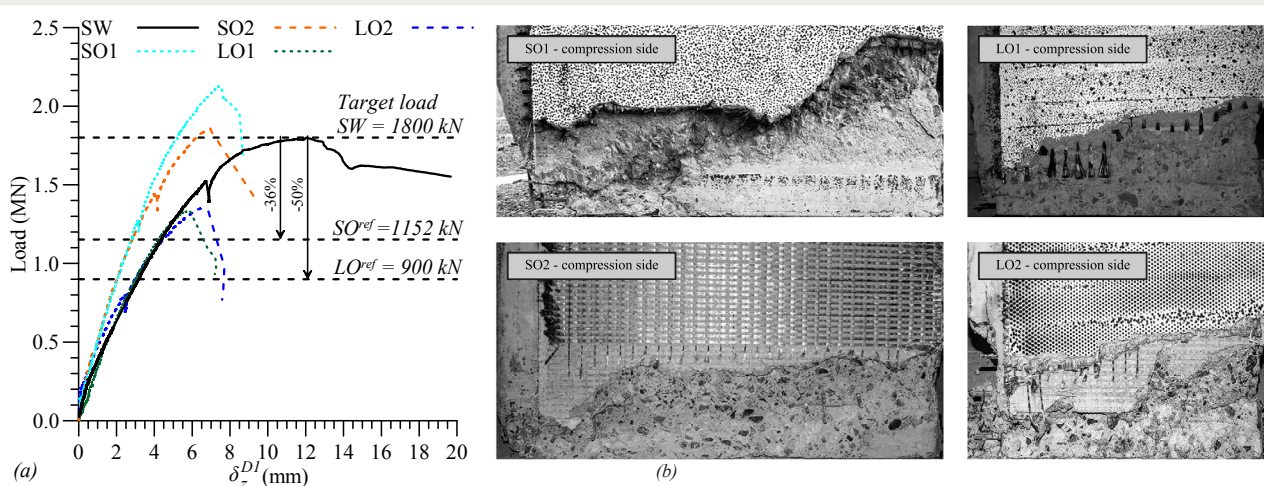 2.5
SW SO2 LO2
SO1 LO1
2.0
Target load
SW = 1800 kN
1.5
-36%
-50%
SO^ref =1152 kN
1.0
LO^ref = 900 kN
0.5
0.0
0 2 4 6 8 10 12 14 16 18 20
Load (MN)
δ_z^D1 (mm)
(a)
SO1 - compression side
LO1 - compression side
SO2 - compression side
LO2 - compression side
(b)